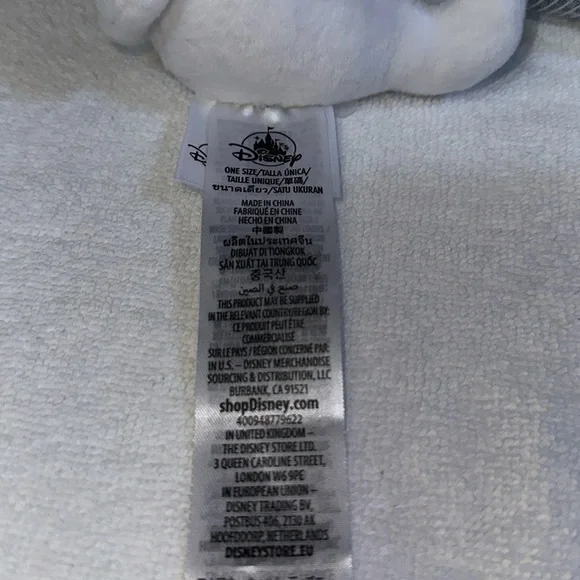 Disney
ONE SIZE/TALLA ÚNICA/
TAILLE UNIQUE/單碼/
ขนาดเดียว/SATU UKURAN
MADE IN CHINA
FABRIQUÉ EN CHINE
HECHO EN CHINA
中國製
ผลิตในประเทศจีน
DIBUAT DI TIONGKOK
SẢN XUẤT TẠI TRUNG QUỐC
중국산
صنع في الصين
THIS PRODUCT MAY BE SUPPLIED
IN THE RELEVANT COUNTRY/REGION BY:
CE PRODUIT PEUT ÊTRE
COMMERCIALISÉ
SUR LE PAYS / RÉGION CONCERNÉ PAR:
IN U.S. – DISNEY MERCHANDISE
SOURCING & DISTRIBUTION, LLC
BURBANK, CA 91521
shopDisney.com
400948779622
IN UNITED KINGDOM –
THE DISNEY STORE LTD.
3 QUEEN CAROLINE STREET,
LONDON W6 9PE
IN EUROPEAN UNION –
DISNEY TRADING BV,
POSTBUS 406, 2130 AK
HOOFDDORP, NETHERLANDS
DISNEYSTORE.EU